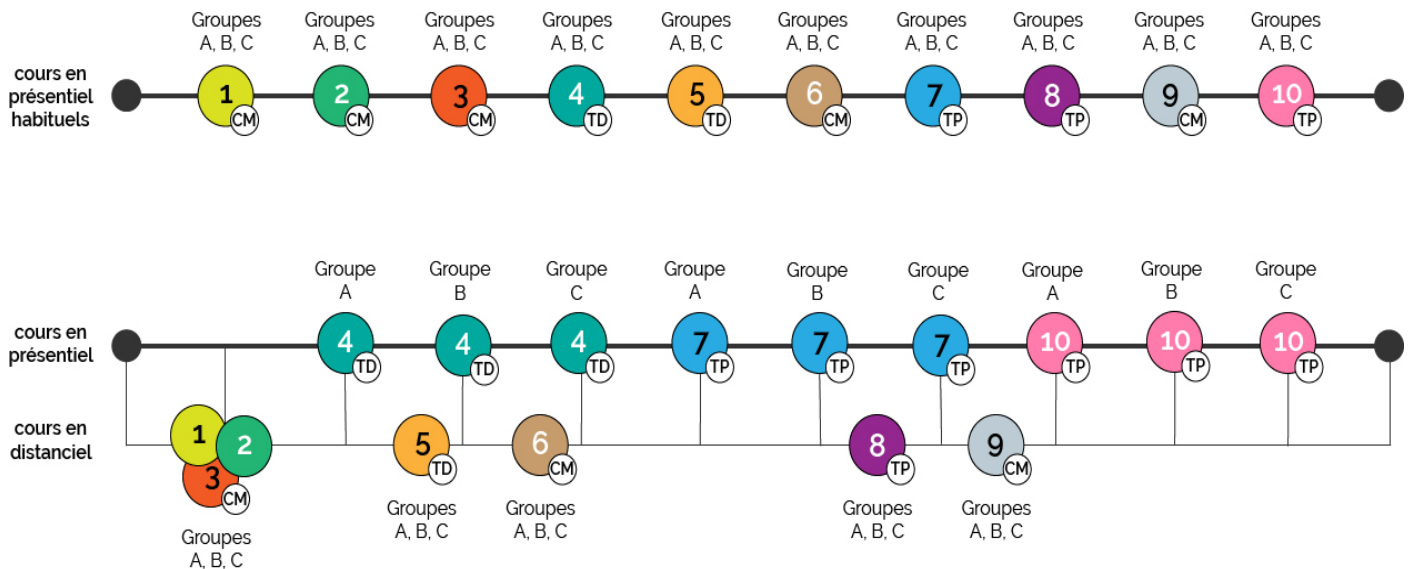 Groupes
A, B, C
Groupes
A, B, C
Groupes
A, B, C
Groupes
A, B, C
Groupes
A, B, C
Groupes
A, B, C
Groupes
A, B, C
Groupes
A, B, C
Groupes
A, B, C
Groupes
A, B, C
cours en
présentiel
habituels
1
CM
2
CM
3
CM
4
TD
5
TD
6
CM
7
TP
8
TP
9
CM
10
TP
Groupe
A
Groupe
B
Groupe
C
Groupe
A
Groupe
B
Groupe
C
Groupe
A
Groupe
B
Groupe
C
cours en
présentiel
4
TD
4
TD
4
TD
7
TP
7
TP
7
TP
10
TP
10
TP
10
TP
cours en
distanciel
1
2
3
CM
5
TD
6
CM
8
TP
9
CM
Groupes
A, B, C
Groupes
A, B, C
Groupes
A, B, C
Groupes
A, B, C
Groupes
A, B, C